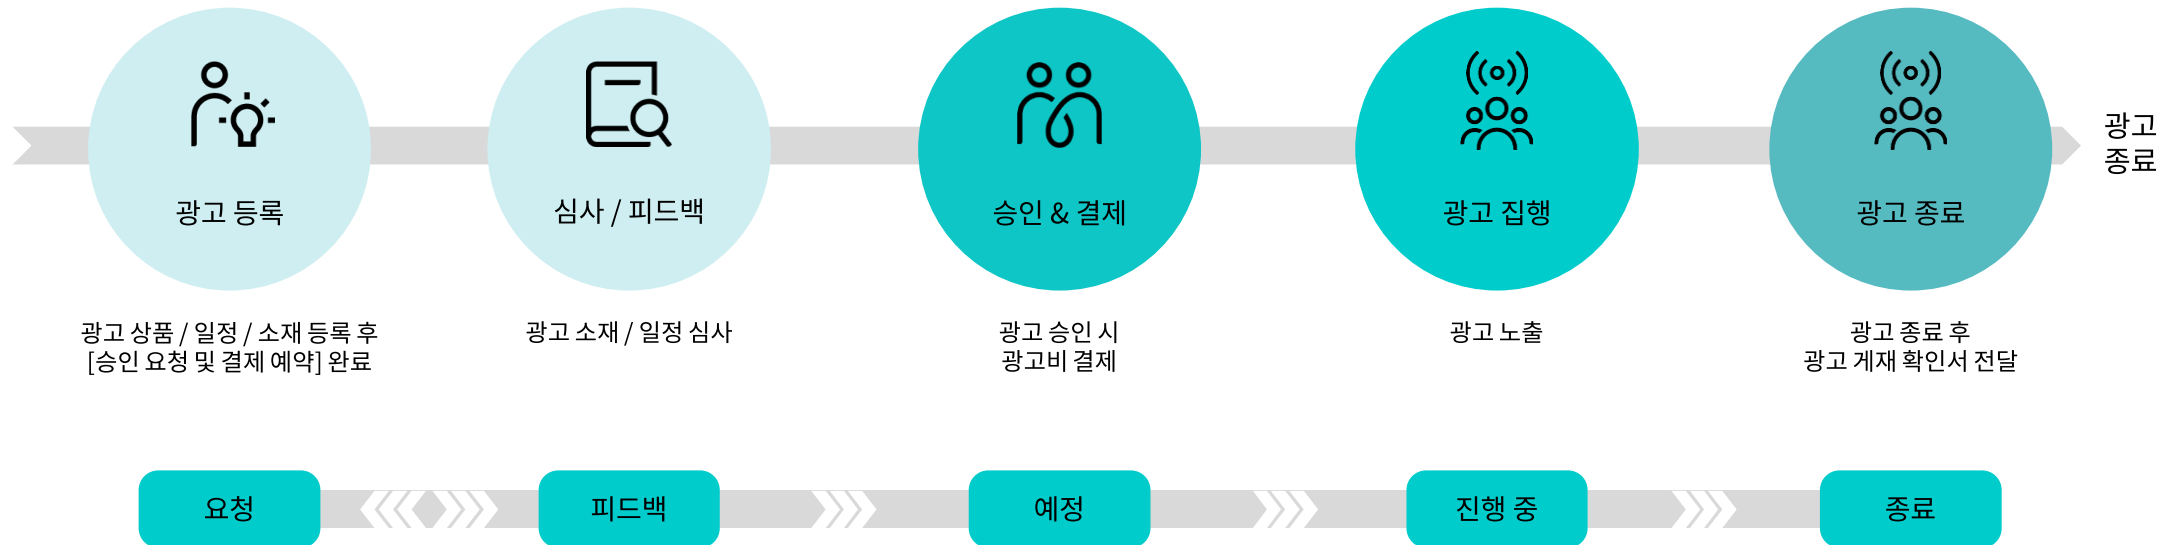 광고 등록
심사 / 피드백
승인 & 결제
광고 집행
광고 종료
광고
종료
광고 상품 / 일정 / 소재 등록 후
[승인 요청 및 결제 예약] 완료
광고 소재 / 일정 심사
광고 승인 시
광고비 결제
광고 노출
광고 종료 후
광고 게재 확인서 전달
요청
피드백
예정
진행 중
종료